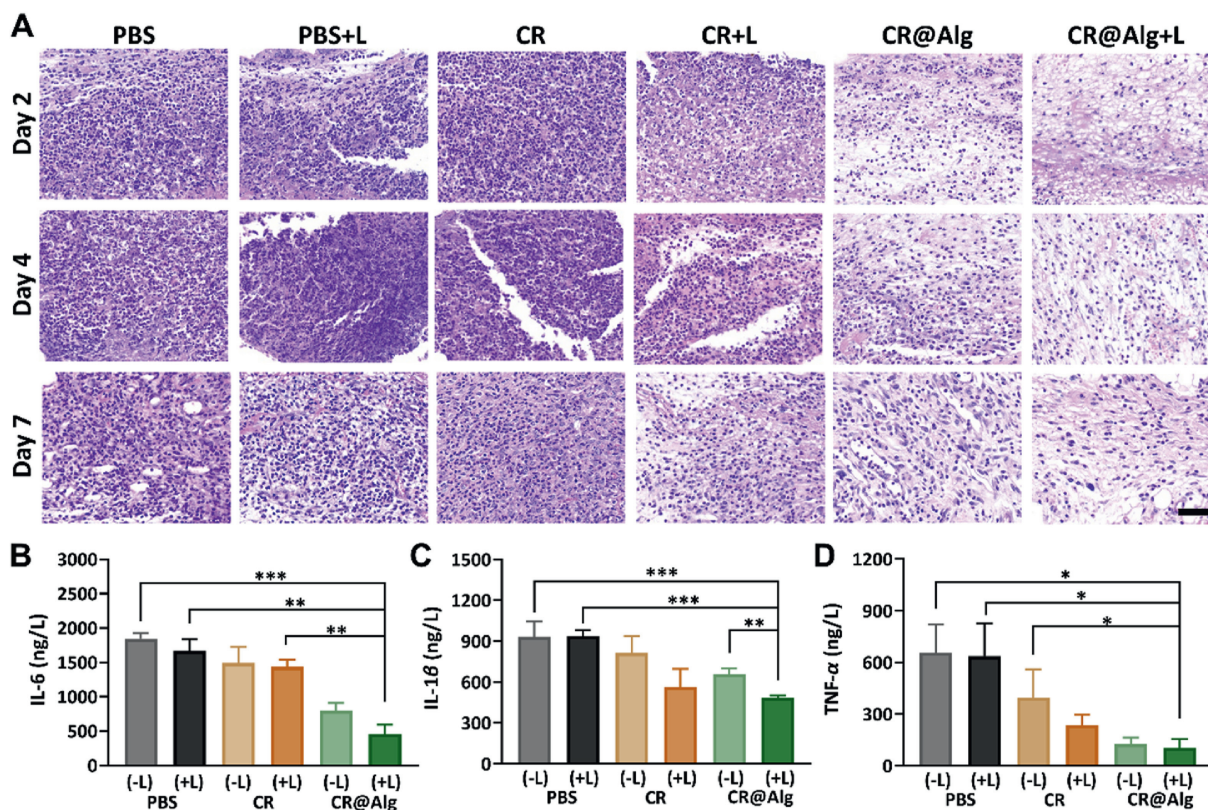 A
PBS PBS+L CR CR+L CR@Alg CR@Alg+L
Day 2
Day 4
Day 7
B
IL-6 (ng/L)
3000
2500
2000
1500
1000
500
0
***
**
**
(-L) (+L) (-L) (+L) (-L) (+L)
PBS CR CR@Alg
C
IL-1β (ng/L)
1500
1200
900
600
300
0
***
***
**
(-L) (+L) (-L) (+L) (-L) (+L)
PBS CR CR@Alg
D
TNF-α (ng/L)
1200
900
600
300
0
*
*
*
(-L) (+L) (-L) (+L) (-L) (+L)
PBS CR CR@Alg